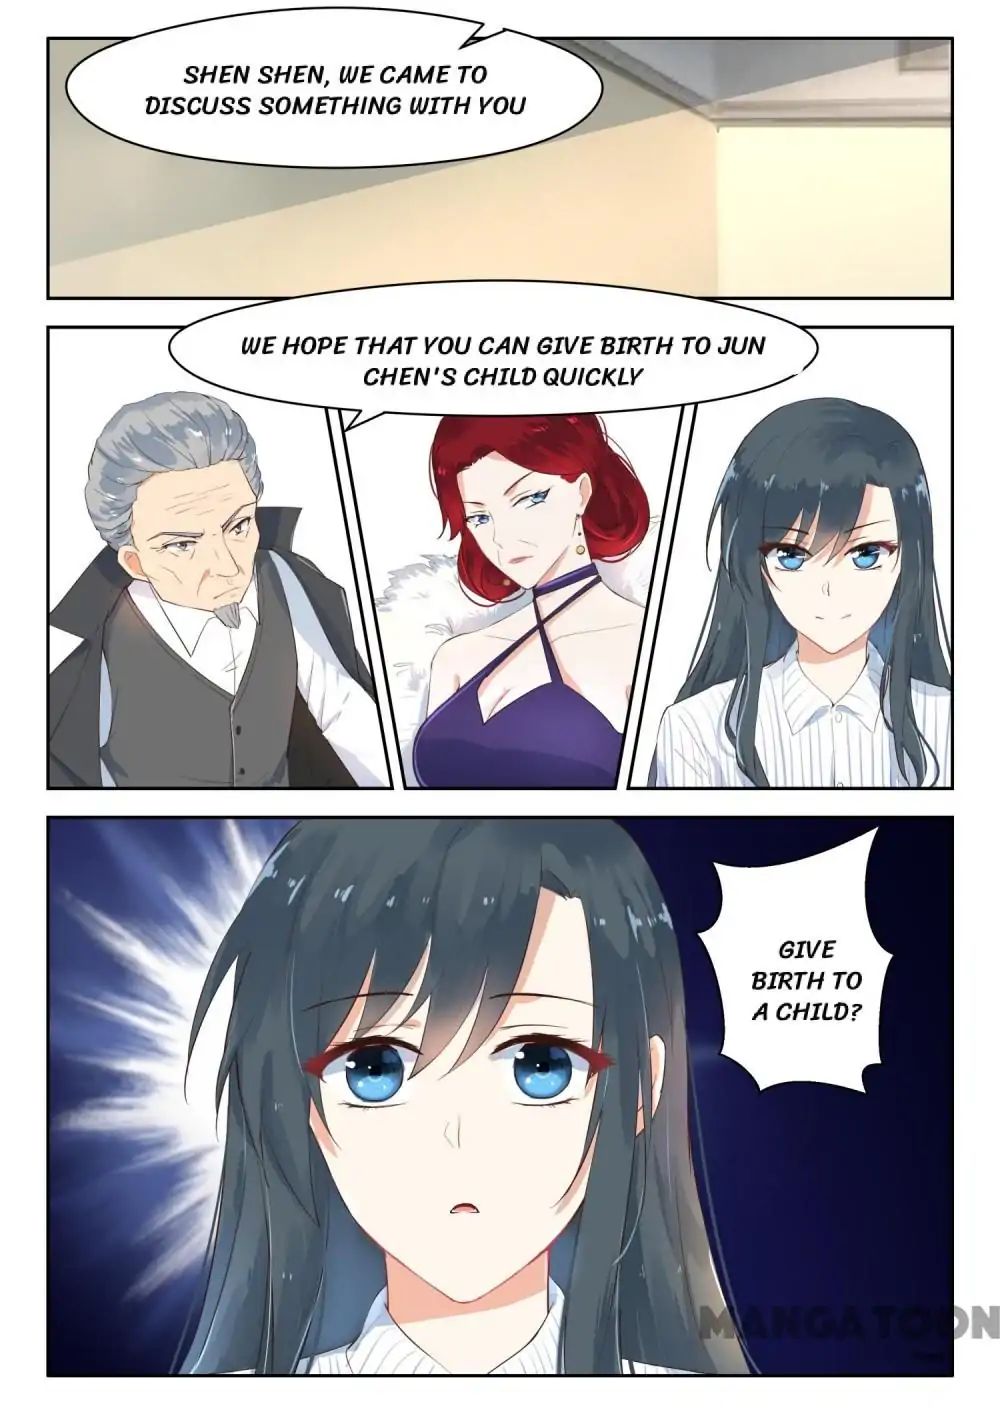 SHEN SHEN, WE CAME TO
DISCUSS SOMETHING WITH YOU
WE HOPE THAT YOU CAN GIVE BIRTH TO JUN
CHEN'S CHILD QUICKLY
GIVE
BIRTH TO
A CHILD?
MANGATOON